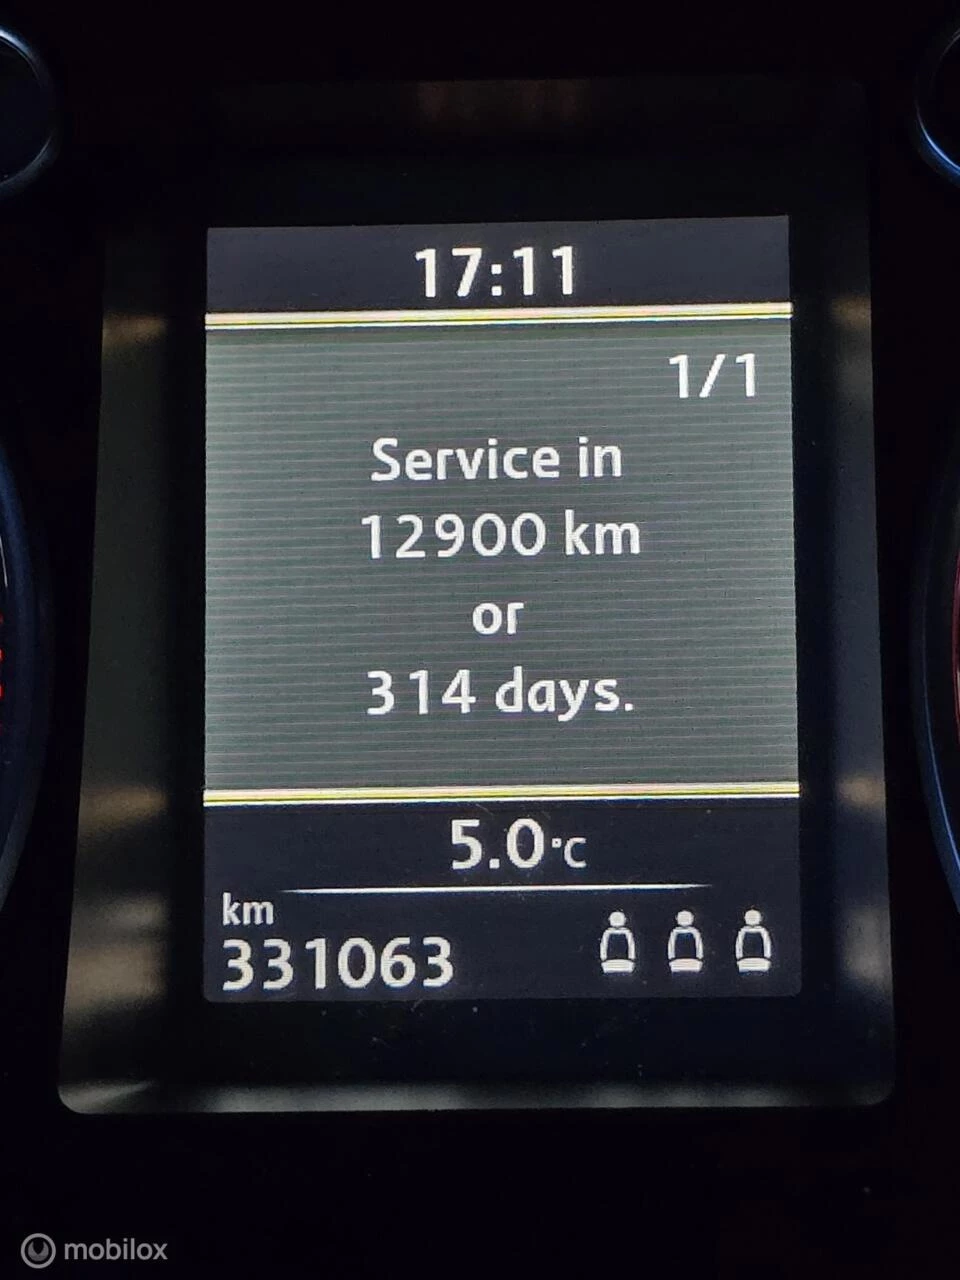 17:11
1/1
Service in
12900 km
or
314 days.
5.0°C
km
331063
mobilox